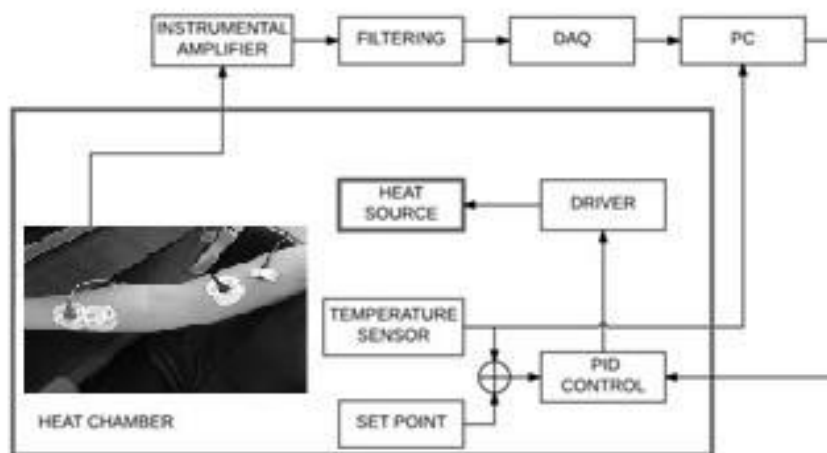 INSTRUMENTAL
AMPLIFIER
FILTERING
DAQ
PC
HEAT
SOURCE
DRIVER
TEMPERATURE
SENSOR
PID
CONTROL
SET POINT
HEAT CHAMBER